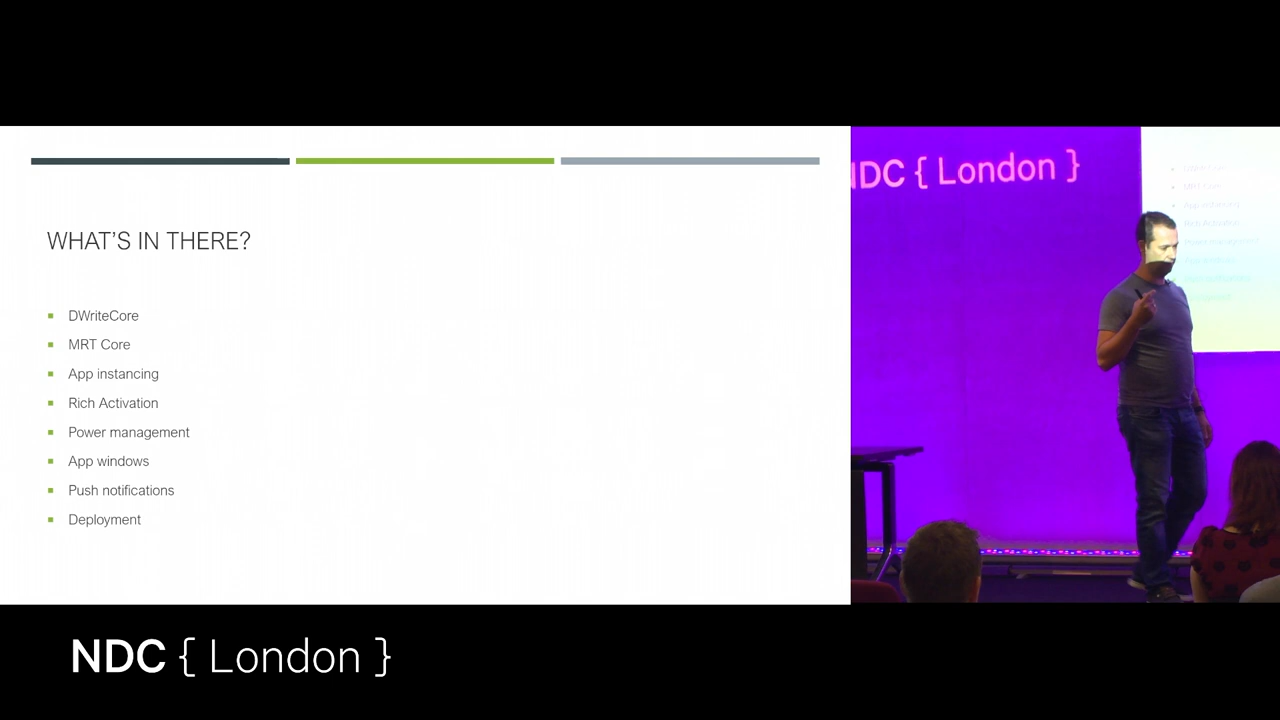 WHAT'S IN THERE?
DWriteCore
MRT Core
App instancing
Rich Activation
Power management
App windows
Push notifications
Deployment
NDC { London }
NDC { London }